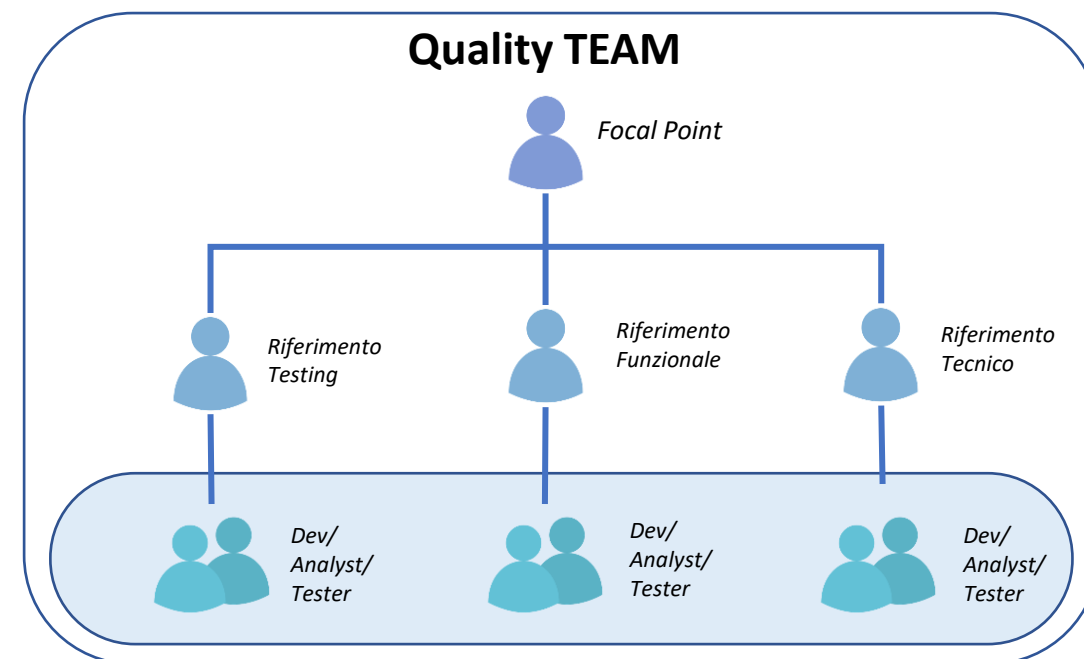 Quality TEAM
Focal Point
Riferimento
Testing
Riferimento
Funzionale
Riferimento
Tecnico
Dev/
Analyst/
Tester
Dev/
Analyst/
Tester
Dev/
Analyst/
Tester